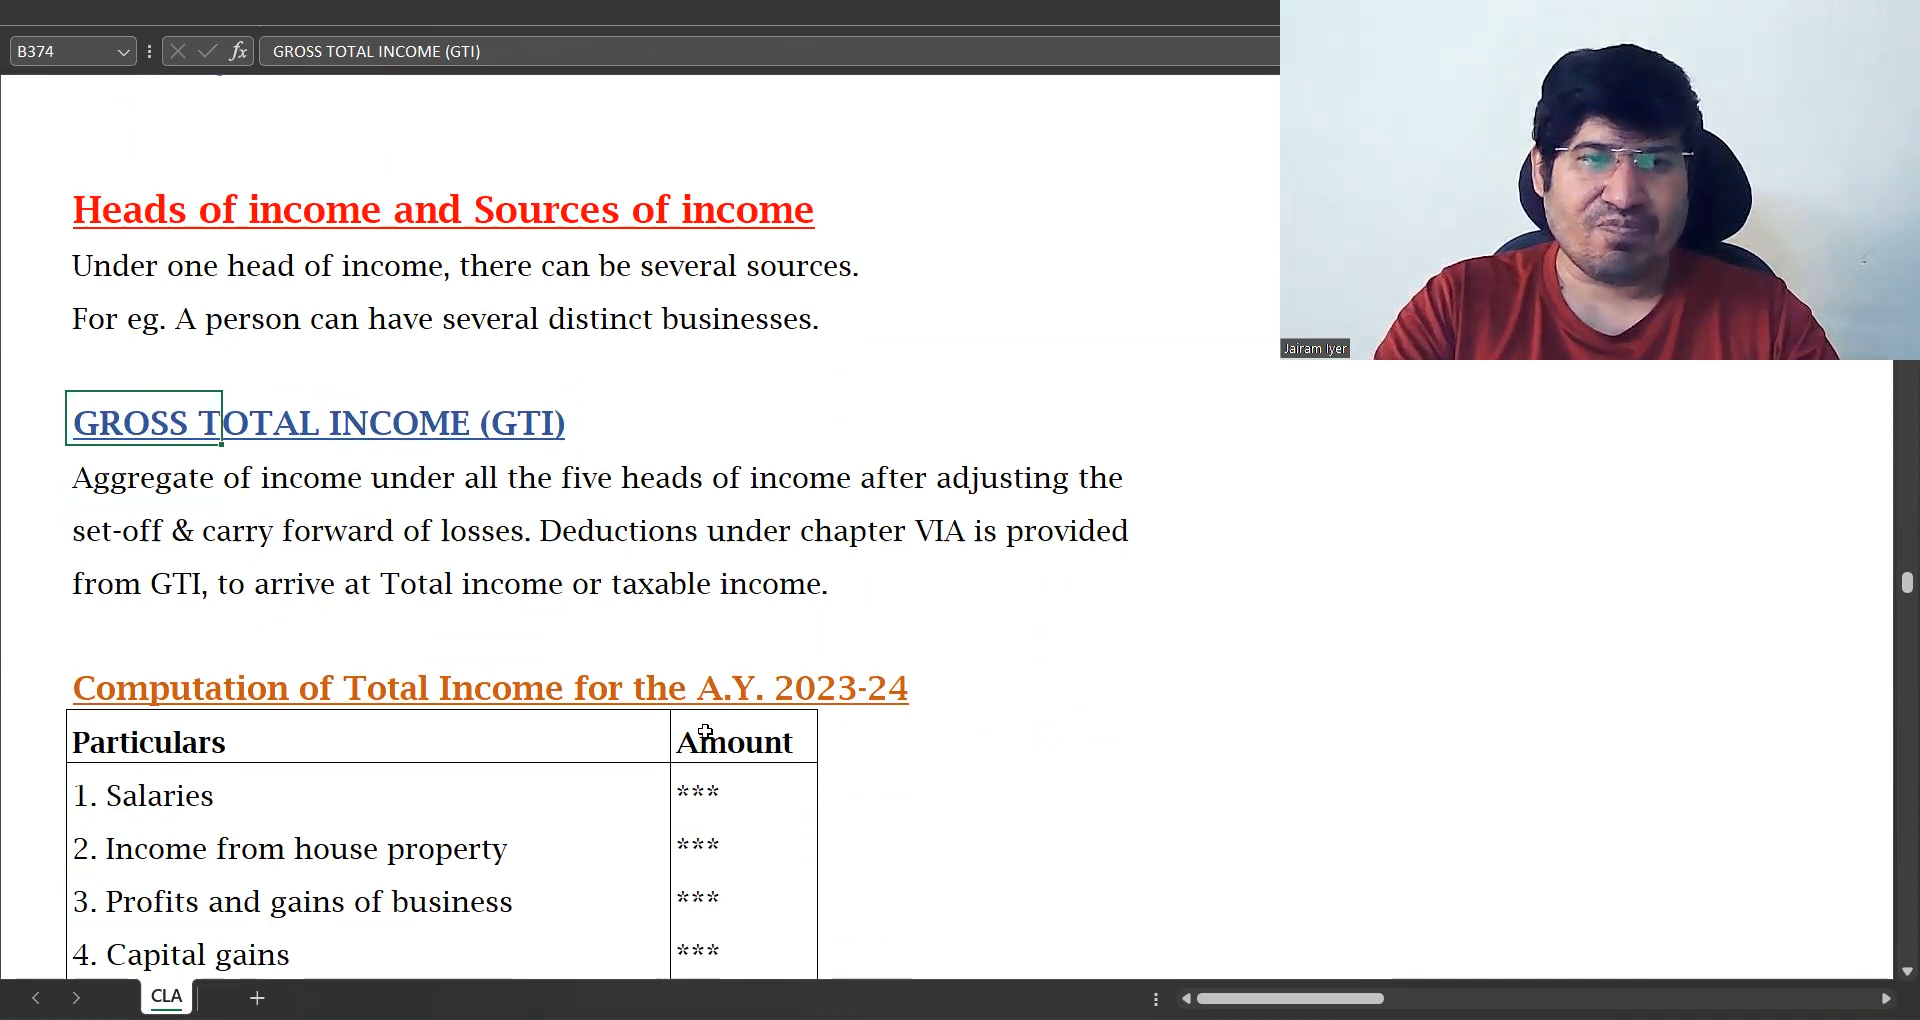 B374
fx
GROSS TOTAL INCOME (GTI)
Heads of income and Sources of income
Under one head of income, there can be several sources.
For eg. A person can have several distinct businesses.
Jairam Iyer
GROSS TOTAL INCOME (GTI)
Aggregate of income under all the five heads of income after adjusting the
set-off & carry forward of losses. Deductions under chapter VIA is provided
from GTI, to arrive at Total income or taxable income.
Computation of Total Income for the A.Y. 2023-24
Particulars Amount
1. Salaries ***
2. Income from house property ***
3. Profits and gains of business ***
4. Capital gains ***
CLA